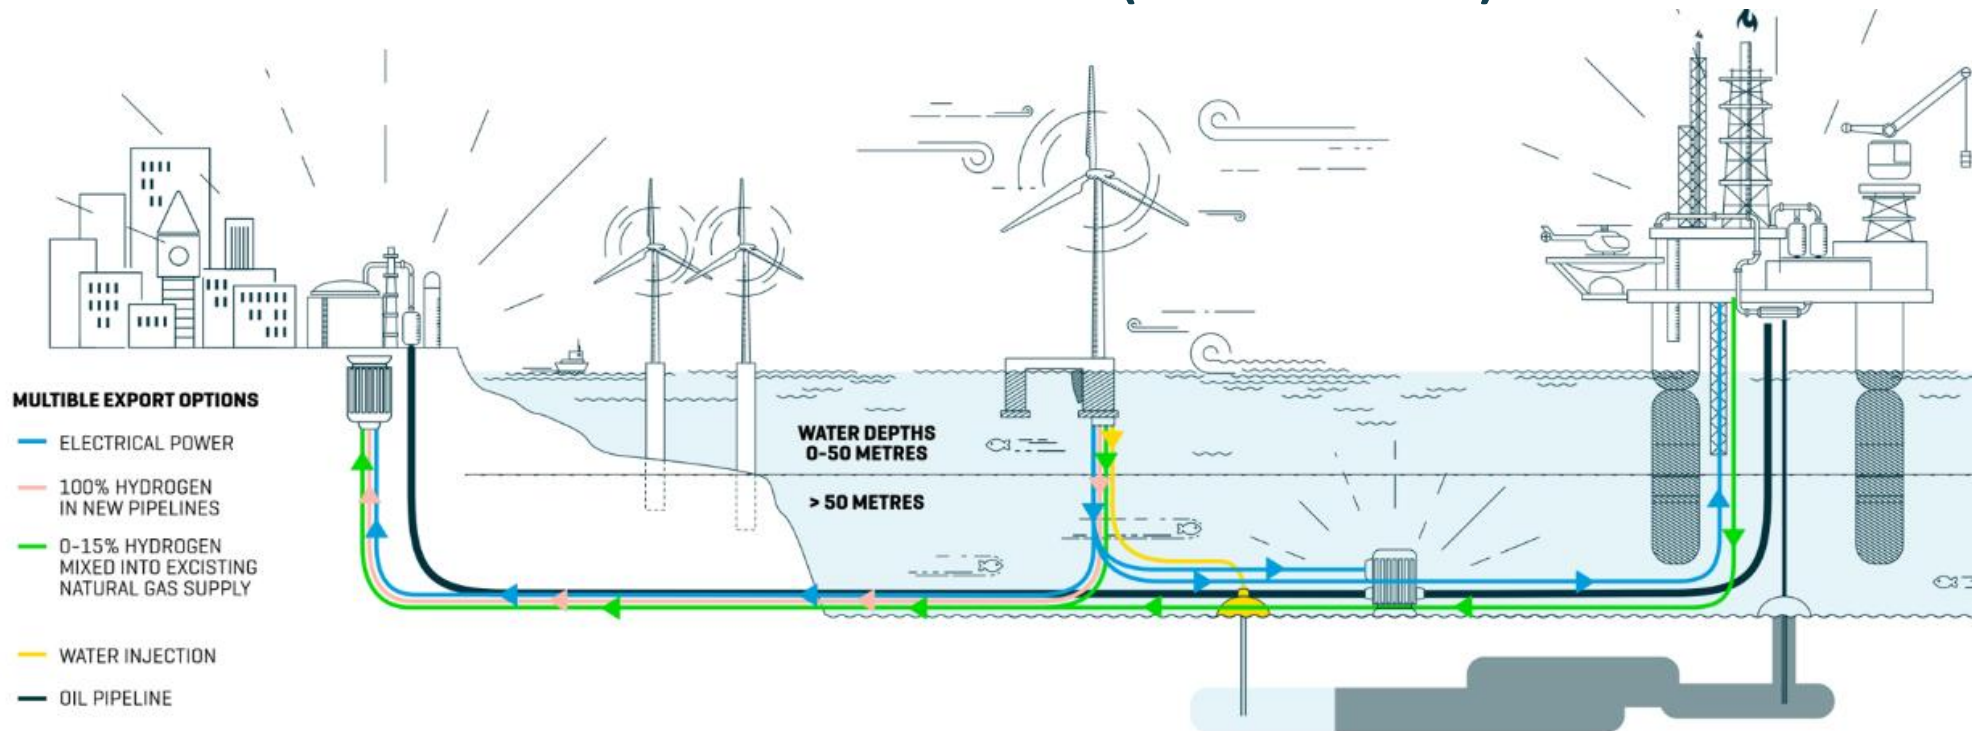 MULTIBLE EXPORT OPTIONS
ELECTRICAL POWER
100% HYDROGEN
IN NEW PIPELINES
0-15% HYDROGEN
MIXED INTO EXCISTING
NATURAL GAS SUPPLY
WATER INJECTION
OIL PIPELINE
WATER DEPTHS
0-50 METRES
> 50 METRES